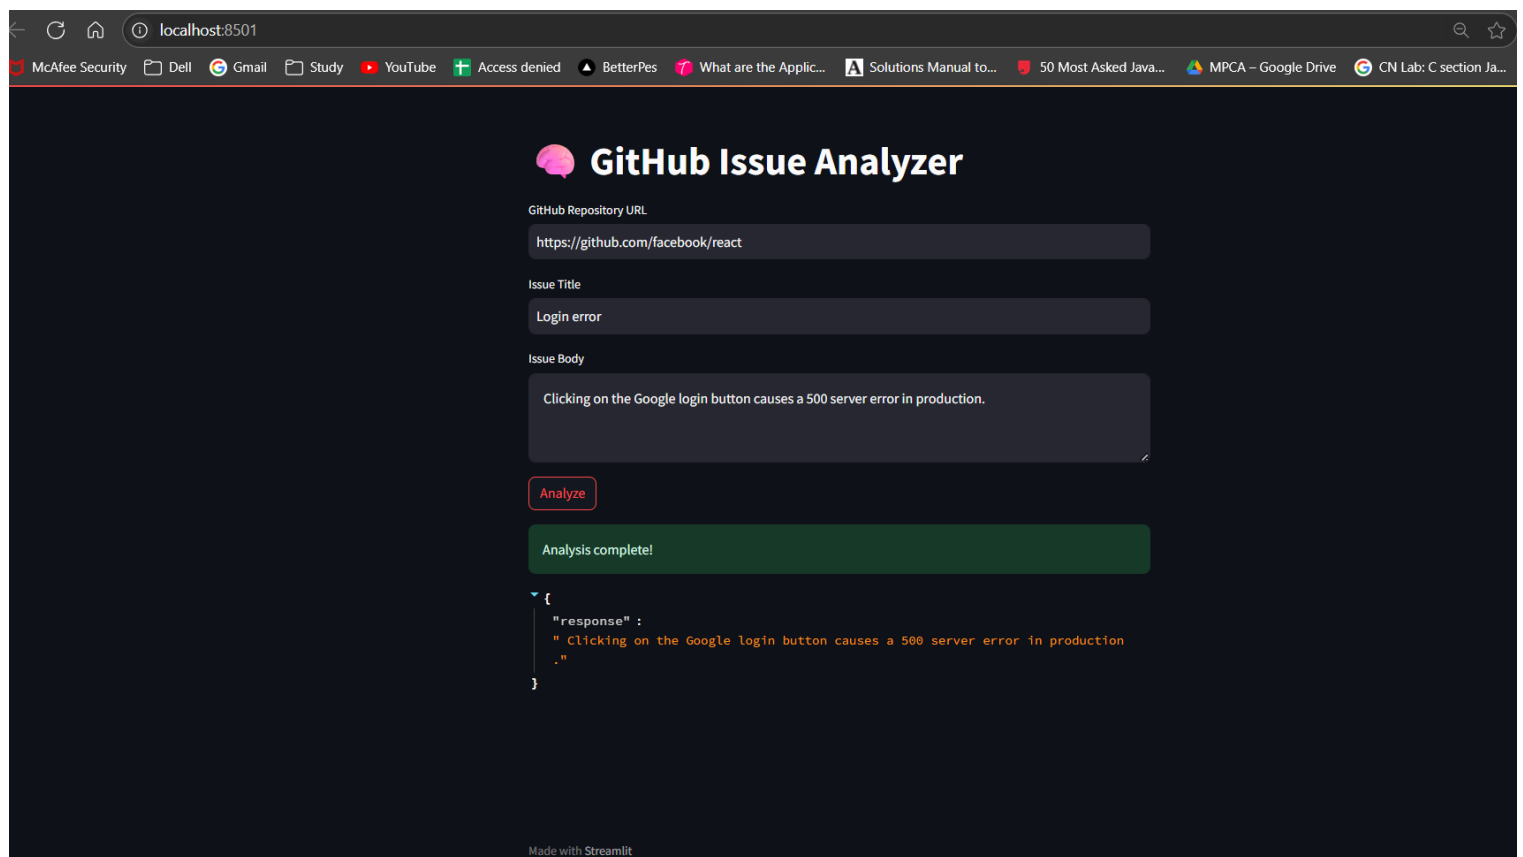 localhost:8501
McAfee Security Dell Gmail Study YouTube Access denied BetterPes What are the Applic... Solutions Manual to... 50 Most Asked Java... MPCA – Google Drive CN Lab: C section Ja...
GitHub Issue Analyzer
GitHub Repository URL
https://github.com/facebook/react
Issue Title
Login error
Issue Body
Clicking on the Google login button causes a 500 server error in production.
Analyze
Analysis complete!
{
"response" :
" Clicking on the Google login button causes a 500 server error in production
."
}
Made with Streamlit